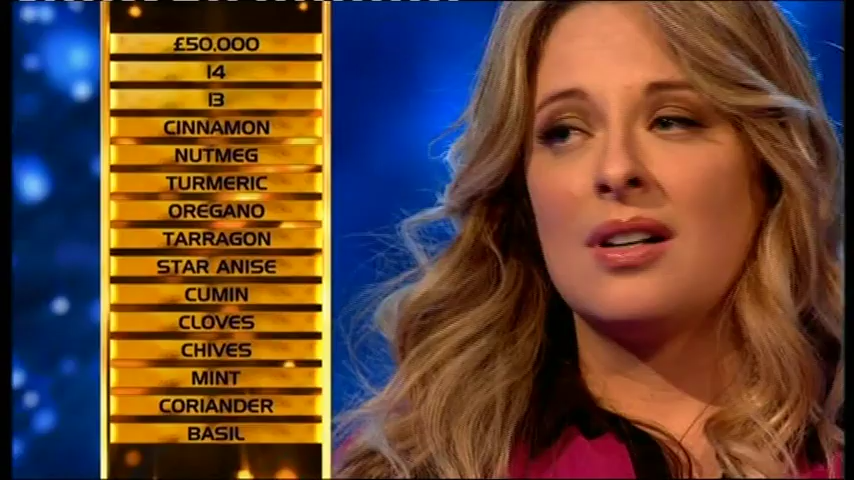 £50,000
14
13
CINNAMON
NUTMEG
TURMERIC
OREGANO
TARRAGON
STAR ANISE
CUMIN
CLOVES
CHIVES
MINT
CORIANDER
BASIL